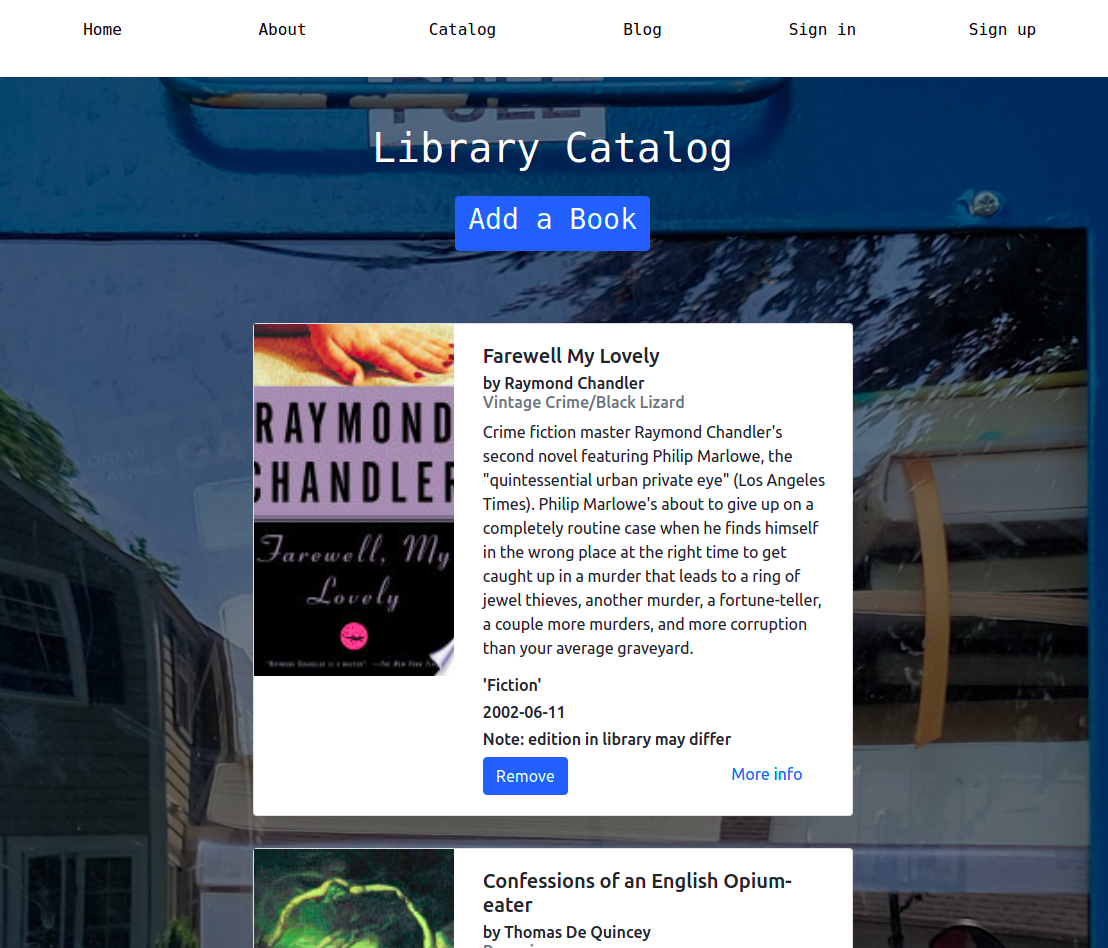 Home About Catalog Blog Sign in Sign up
PULL
Library Catalog
Add a Book
RAYMOND
CHANDLER
Farewell, My
Lovely
Farewell My Lovely
by Raymond Chandler
Vintage Crime/Black Lizard
Crime fiction master Raymond Chandler's
second novel featuring Philip Marlowe, the
"quintessential urban private eye" (Los Angeles
Times). Philip Marlowe's about to give up on a
completely routine case when he finds himself
in the wrong place at the right time to get
caught up in a murder that leads to a ring of
jewel thieves, another murder, a fortune-teller,
a couple more murders, and more corruption
than your average graveyard.
'Fiction'
2002-06-11
Note: edition in library may differ
Remove More info
Confessions of an English Opium-
eater
by Thomas De Quincey